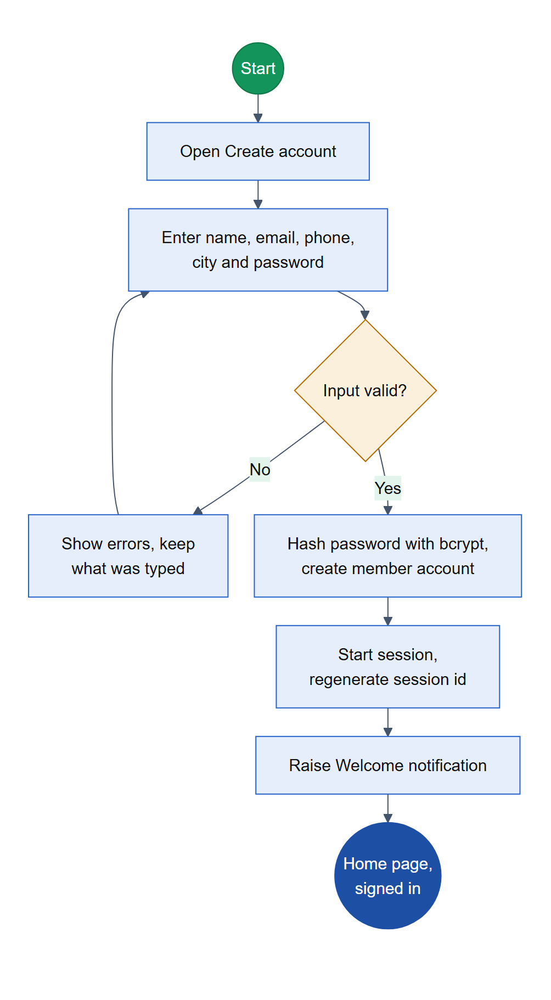 Start
Open Create account
Enter name, email, phone,
city and password
Input valid?
No
Yes
Show errors, keep
what was typed
Hash password with bcrypt,
create member account
Start session,
regenerate session id
Raise Welcome notification
Home page,
signed in